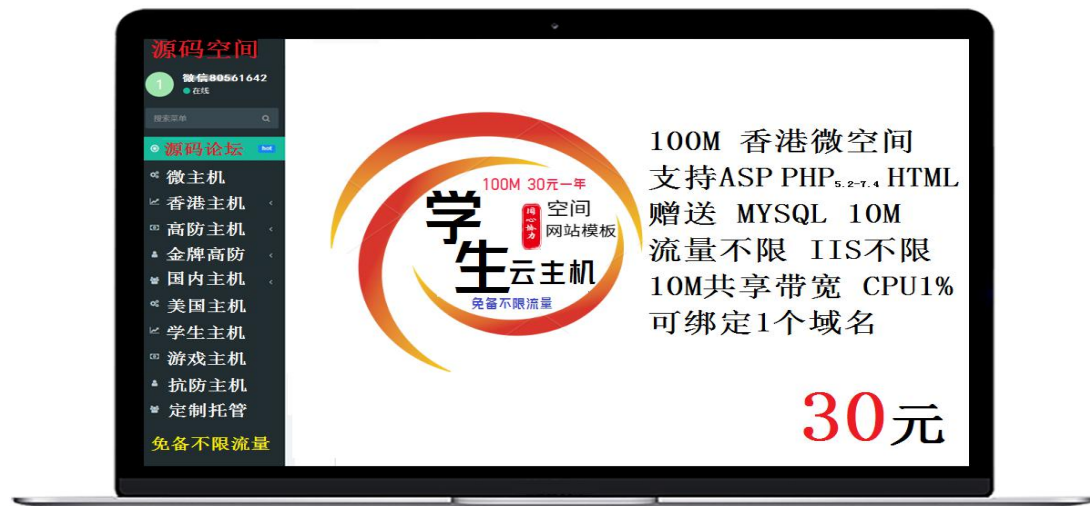 源码空间
1
微信80561642
在线
搜索菜单
源码论坛 hot
微主机
香港主机
高防主机
金牌高防
国内主机
美国主机
学生主机
游戏主机
抗防主机
定制托管
免备不限流量
100M 30元一年
学生云主机
同心协力
空间
网站模板
免备不限流量
100M 香港微空间
支持ASP PHP5.2-7.4 HTML
赠送 MYSQL 10M
流量不限 IIS不限
10M共享带宽 CPU1%
可绑定1个域名
30元